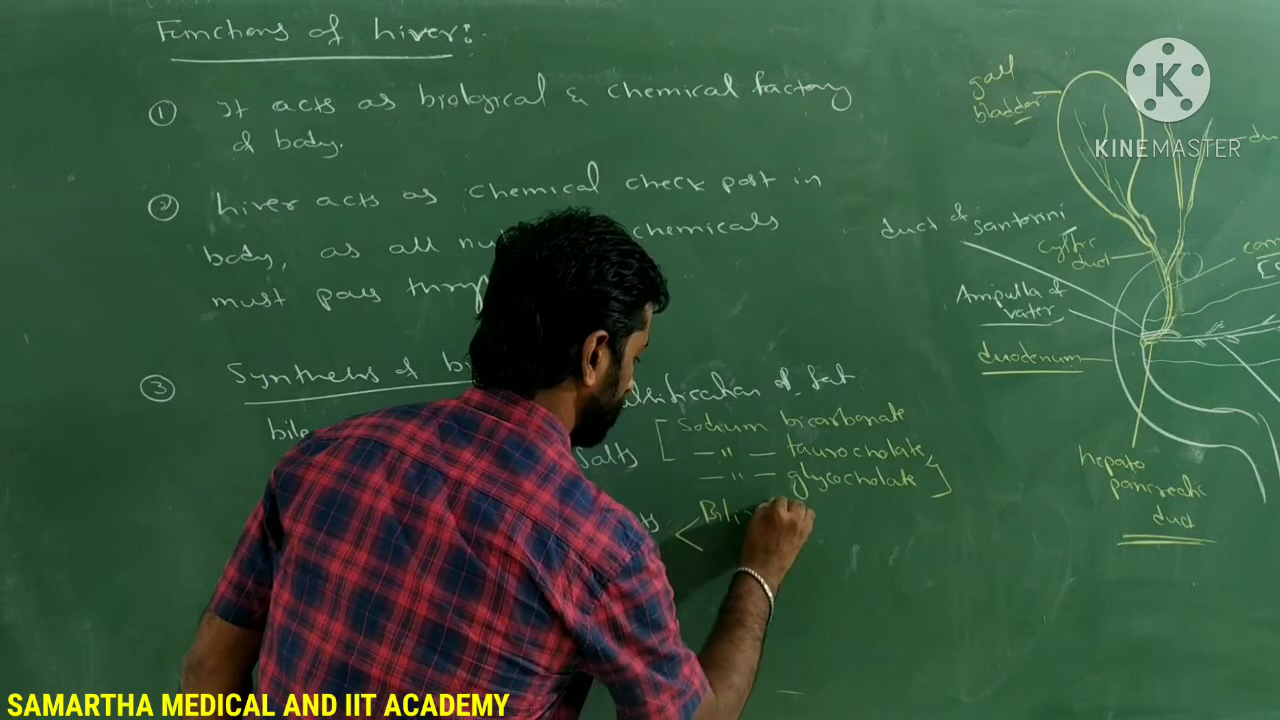 Functions of Liver:
① It acts as biological & chemical factory
of body.
② Liver acts as chemical check post in
body, as all chemicals
must pass
③ Synthesis of
of fat
bile
salts [ Sodium bicarbonate
—〃— taurocholate,
—〃— glycocholate ]
< Bili
gall
bladder
duct of santorini
cystic
duct
Ampulla of
vater
duodenum
hepato
pancreatic
duct
KINEMASTER
SAMARTHA MEDICAL AND IIT ACADEMY